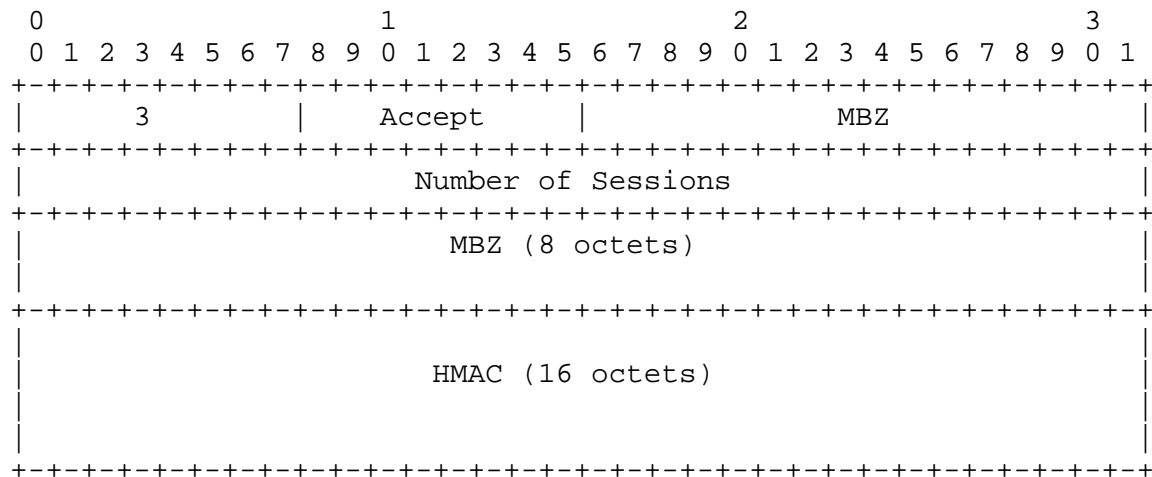 0                   1                   2                   3
 0 1 2 3 4 5 6 7 8 9 0 1 2 3 4 5 6 7 8 9 0 1 2 3 4 5 6 7 8 9 0 1
+-+-+-+-+-+-+-+-+-+-+-+-+-+-+-+-+-+-+-+-+-+-+-+-+-+-+-+-+-+-+-+-+
|      3        |    Accept     |              MBZ              |
+-+-+-+-+-+-+-+-+-+-+-+-+-+-+-+-+-+-+-+-+-+-+-+-+-+-+-+-+-+-+-+-+
|                      Number of Sessions                       |
+-+-+-+-+-+-+-+-+-+-+-+-+-+-+-+-+-+-+-+-+-+-+-+-+-+-+-+-+-+-+-+-+
|                        MBZ (8 octets)                         |
|                                                               |
+-+-+-+-+-+-+-+-+-+-+-+-+-+-+-+-+-+-+-+-+-+-+-+-+-+-+-+-+-+-+-+-+
|                                                               |
|                       HMAC (16 octets)                        |
|                                                               |
|                                                               |
+-+-+-+-+-+-+-+-+-+-+-+-+-+-+-+-+-+-+-+-+-+-+-+-+-+-+-+-+-+-+-+-+